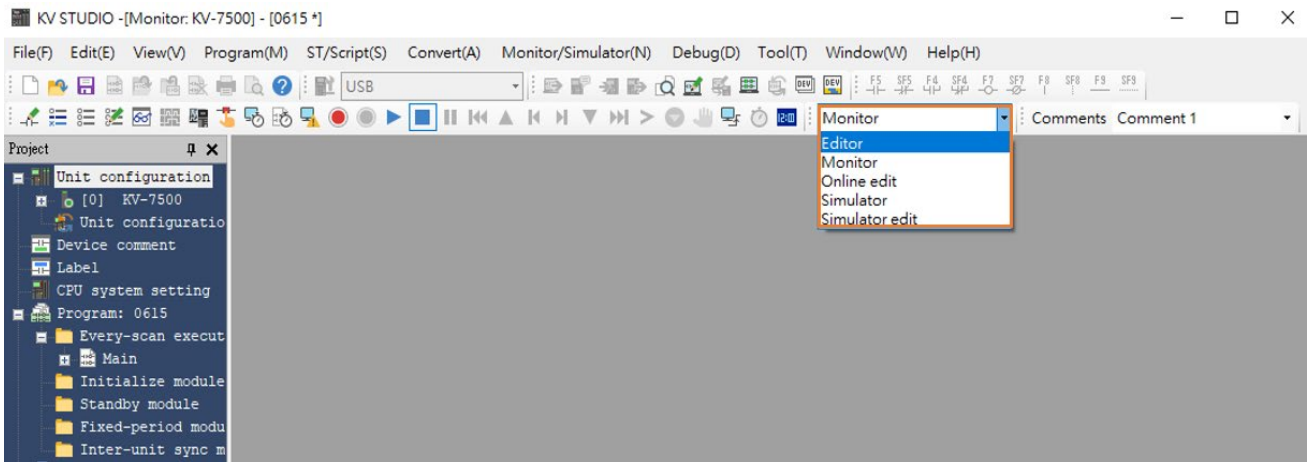 KV STUDIO -[Monitor: KV-7500] - [0615 *]
File(F) Edit(E) View(V) Program(M) ST/Script(S) Convert(A) Monitor/Simulator(N) Debug(D) Tool(T) Window(W) Help(H)
USB DEV DEV F5 SF5 F4 SF4 F7 SF7 F8 SF8 F9 SF9
Monitor Comments Comment 1
Editor
Monitor
Online edit
Simulator
Simulator edit
Project
Unit configuration
[0] KV-7500
Unit configuratio
Device comment
Label
CPU system setting
Program: 0615
Every-scan execut
Main
Initialize module
Standby module
Fixed-period modu
Inter-unit sync m